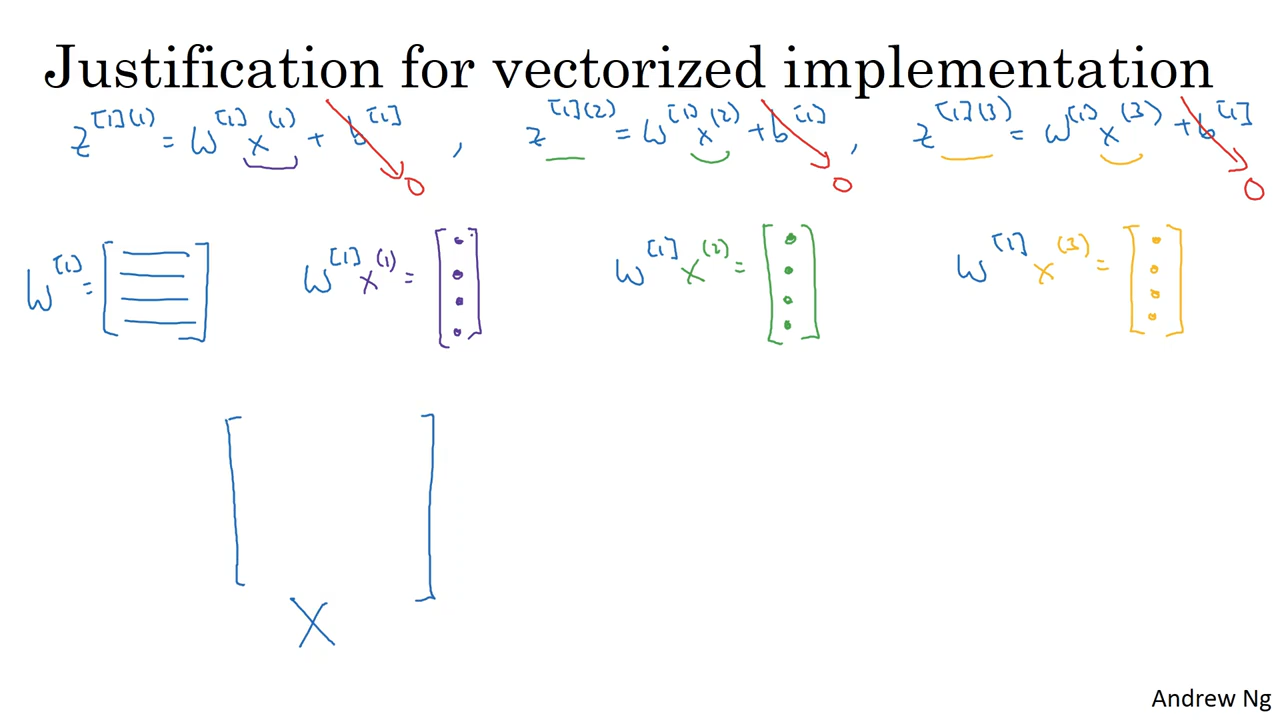 Justification for vectorized implementation
z^[1](1) = W^[1] x^(1) + b^[1] 0 , z^[1](2) = W^[1] x^(2) + b^[1] 0 , z^[1](3) = W^[1] x^(3) + b^[1] 0
W^[1] = [ ] W^[1] x^(1) = [ ] W^[1] x^(2) = [ ] W^[1] x^(3) = [ ]
[ ]
X
Andrew Ng